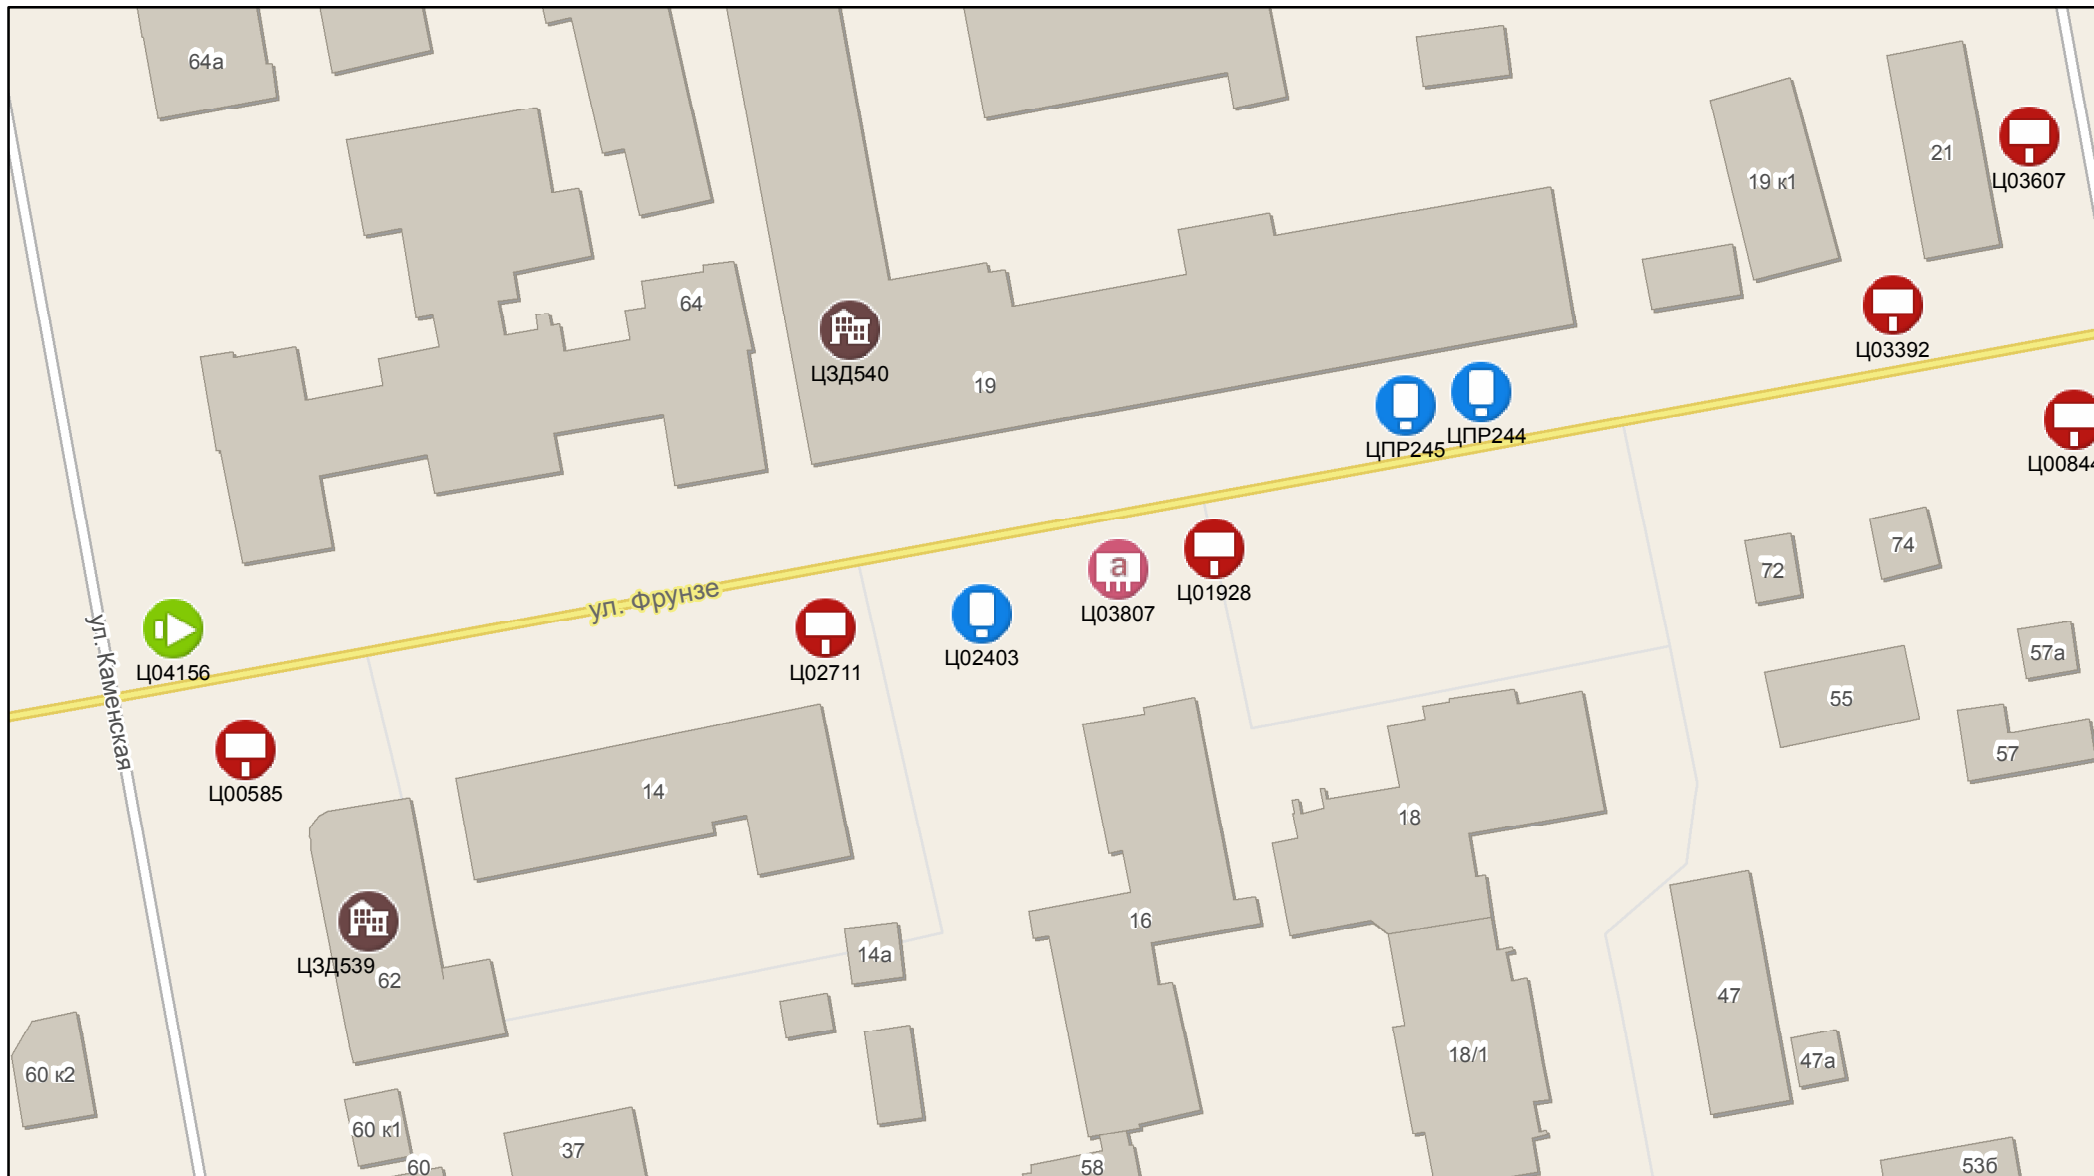 64а
21
19 к1
Ц03607
64
Ц03392
ЦЗД540
19
ЦПР245
ЦПР244
Ц00844
74
72
а
Ц01928
Ц03807
ул. Фрунзе
Ц02403
Ц02711
Ц04156
ул. Каменская
57а
55
57
Ц00585
14
18
16
14а
ЦЗД539
62
47
18/1
47а
60 к2
60 к1
37
60
58
53б